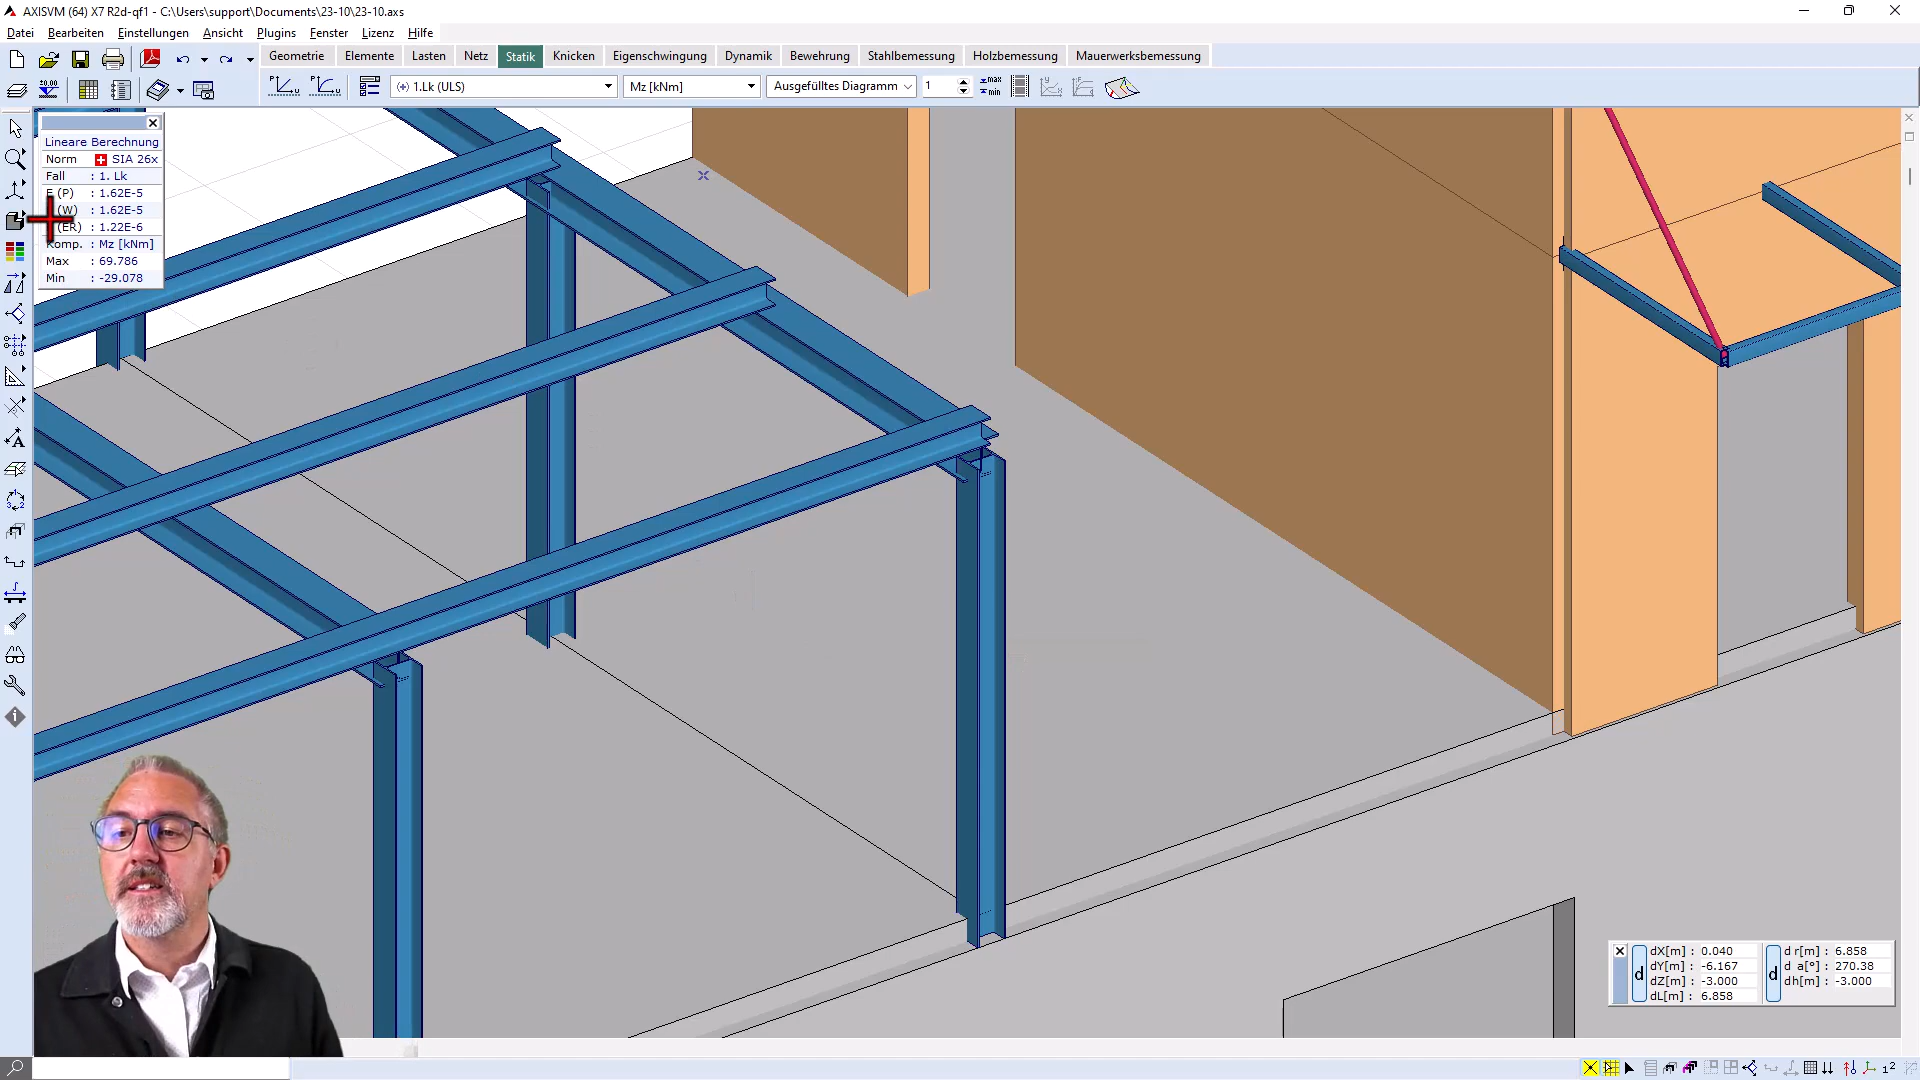 AXISVM (64) X7 R2d-qf1 - C:\Users\support\Documents\23-10\23-10.axs
Datei Bearbeiten Einstellungen Ansicht Plugins Fenster Lizenz Hilfe
Geometrie Elemente Lasten Netz Statik Knicken Eigenschwingung Dynamik Bewehrung Stahlbemessung Holzbemessung Mauerwerksbemessung
1.Lk (ULS) Mz [kNm] Ausgefülltes Diagramm 1 max min
Lineare Berechnung
Norm SIA 26x
Fall : 1. Lk
E (P) : 1.62E-5
(W) : 1.62E-5
(ER) : 1.22E-6
Komp. : Mz [kNm]
Max : 69.786
Min : -29.078
d dX[m] : 0.040
dY[m] : -6.167
dZ[m] : -3.000
dL[m] : 6.858
d d r[m] : 6.858
d a[°] : 270.38
dh[m] : -3.000